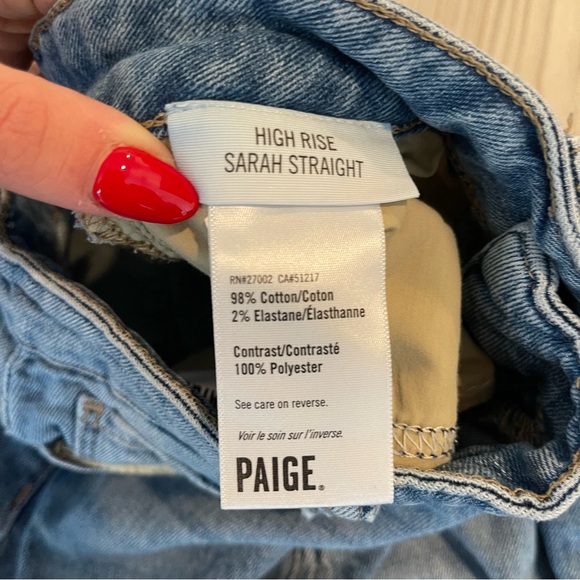 HIGH RISE
SARAH STRAIGHT
RN#27002 CA#51217
98% Cotton/Coton
2% Elastane/Élasthanne
Contrast/Contrasté
100% Polyester
See care on reverse.
Voir le soin sur l'inverse.
PAIGE.